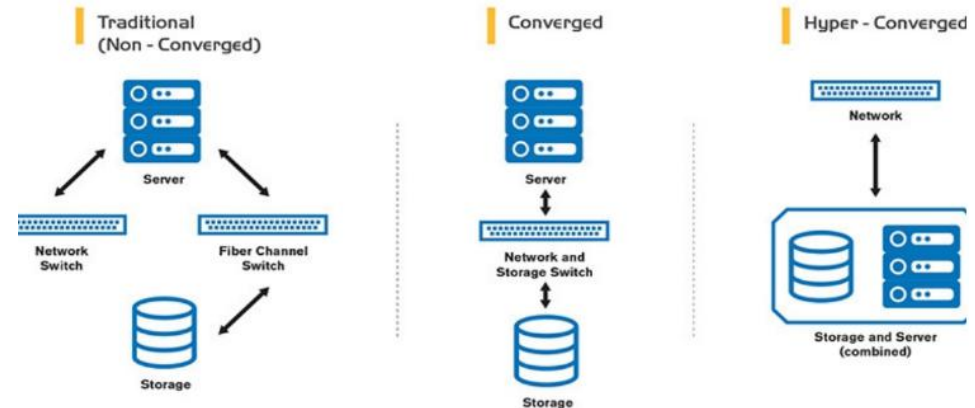 Traditional
(Non - Converged)
Server
Network
Switch
Fiber Channel
Switch
Storage
Converged
Server
Network and
Storage Switch
Storage
Hyper - Converged
Network
Storage and Server
(combined)